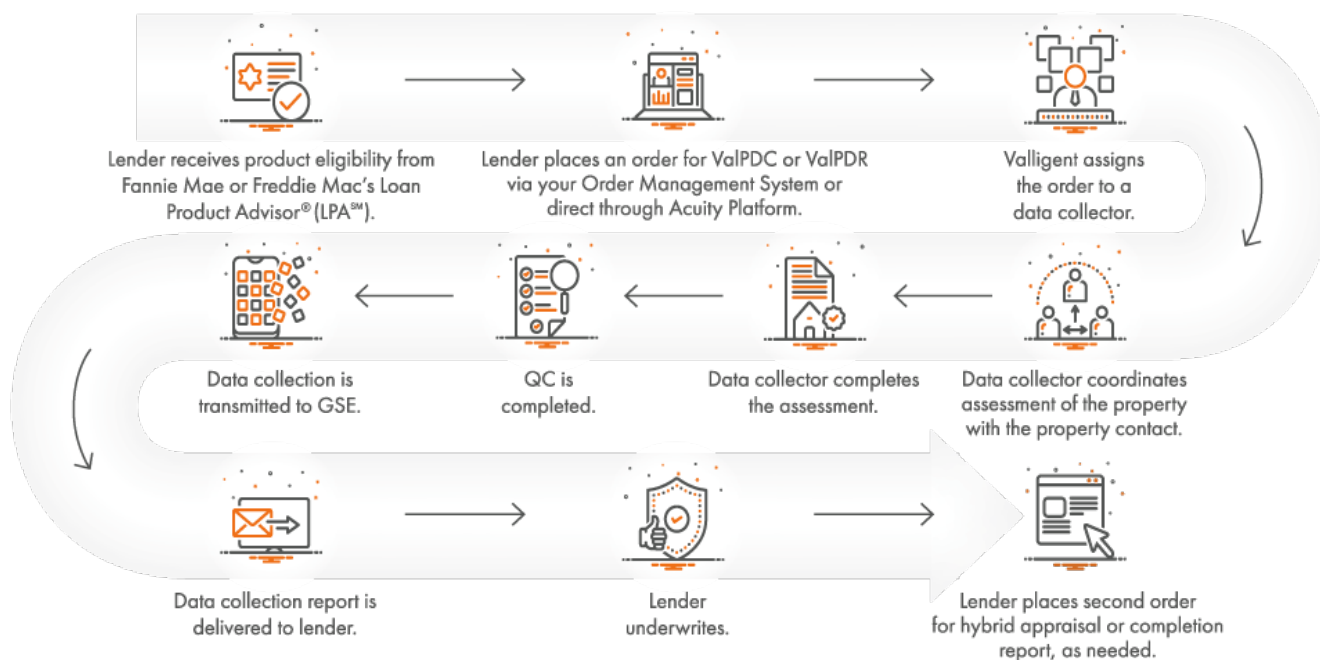 Lender receives product eligibility from
Fannie Mae or Freddie Mac's Loan
Product Advisor® (LPA℠).
Lender places an order for ValPDC or ValPDR
via your Order Management System or
direct through Acuity Platform.
Valligent assigns
the order to a
data collector.
Data collector coordinates
assessment of the property
with the property contact.
Data collector completes
the assessment.
QC is
completed.
Data collection is
transmitted to GSE.
Data collection report is
delivered to lender.
Lender
underwrites.
Lender places second order
for hybrid appraisal or completion
report, as needed.